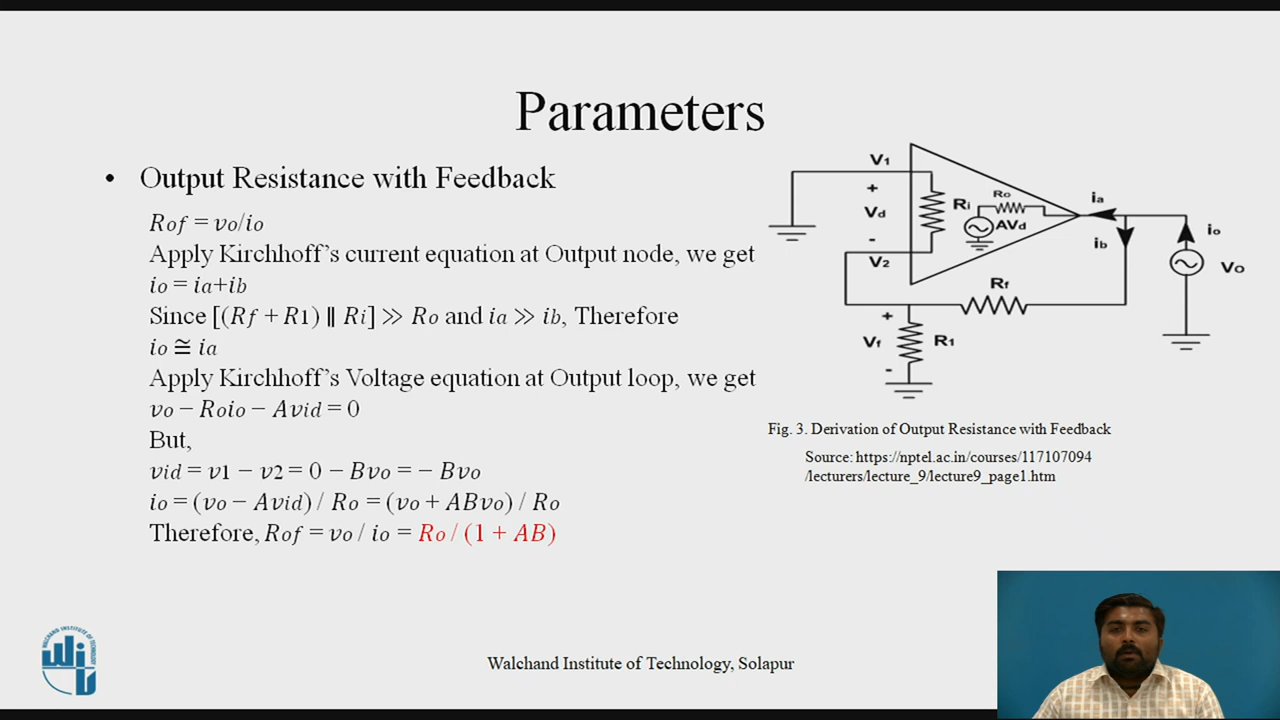 Parameters
• Output Resistance with Feedback
Rof = vo/io
Apply Kirchhoff's current equation at Output node, we get
io = ia+ib
Since [(Rf + R1) ∥ Ri] ≫ Ro and ia ≫ ib, Therefore
io ≅ ia
Apply Kirchhoff's Voltage equation at Output loop, we get
vo − Roio − Avid = 0
But,
vid = v1 − v2 = 0 − Bvo = − Bvo
io = (vo − Avid) / Ro = (vo + ABvo) / Ro
Therefore, Rof = vo / io = Ro / (1 + AB)
V1
+
Vd
-
V2
Ri
Ro
AVd
ia
ib
io
Vo
Rf
+
Vf
-
R1
Fig. 3. Derivation of Output Resistance with Feedback
Source: https://nptel.ac.in/courses/117107094
/lecturers/lecture_9/lecture9_page1.htm
WALCHAND INSTITUTE OF TECHNOLOGY
WIT
Walchand Institute of Technology, Solapur